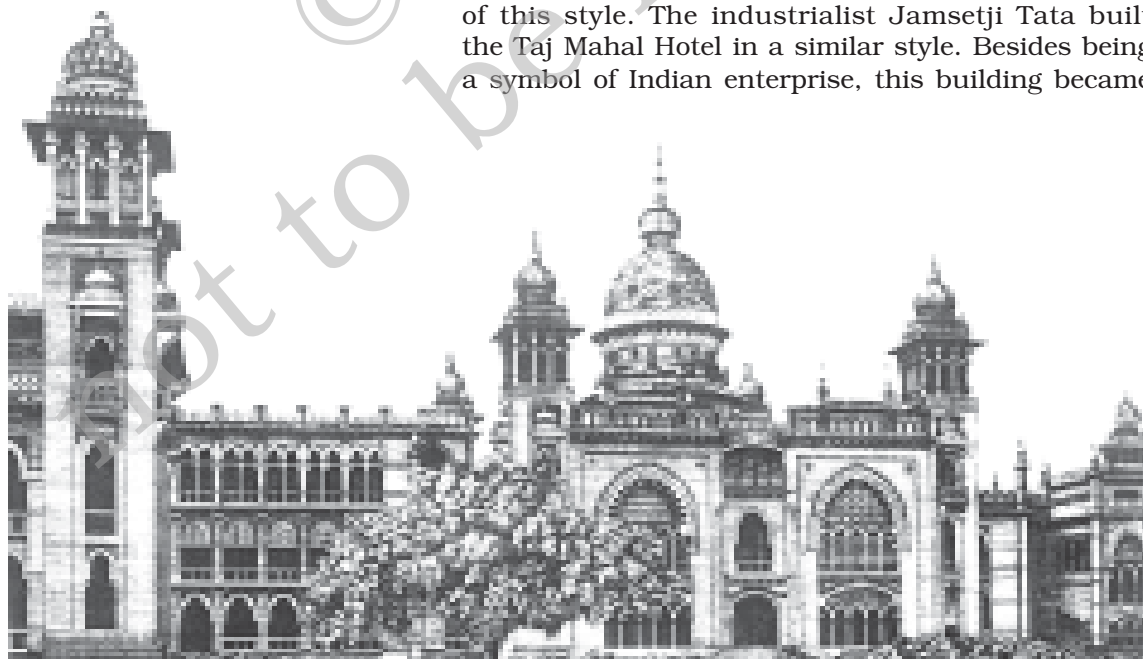 of this style. The industrialist Jamsetji Tata built
the Taj Mahal Hotel in a similar style. Besides being
a symbol of Indian enterprise, this building became
©
not to be